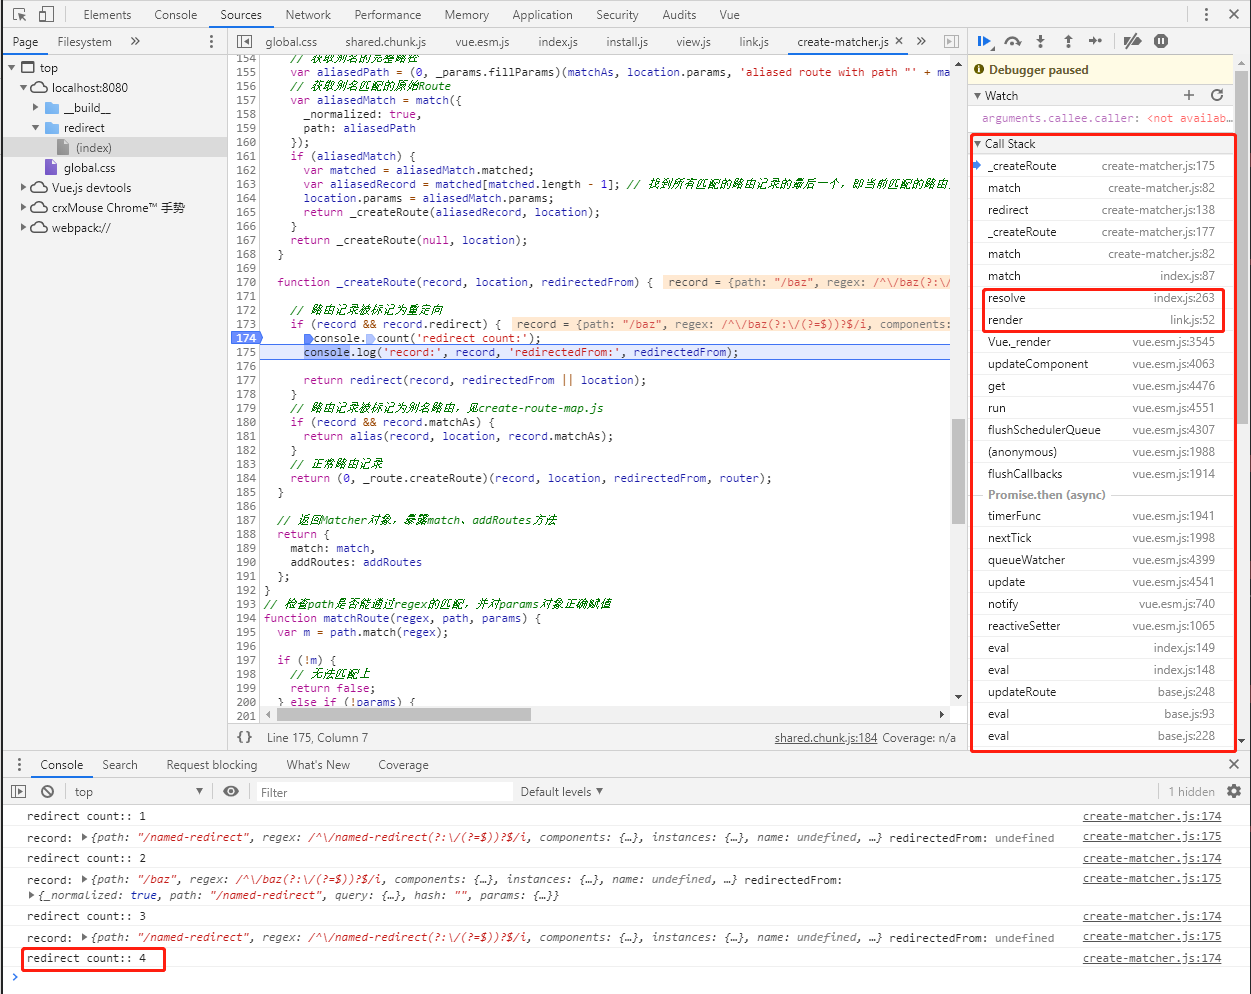 Elements Console Sources Network Performance Memory Application Security Audits Vue
Page Filesystem »
global.css shared.chunk.js vue.esm.js index.js install.js view.js link.js create-matcher.js × »
top
localhost:8080
__build__
redirect
(index)
global.css
Vue.js devtools
crxMouse Chrome™ 手势
webpack://
154 // 获取别名的完整路径
155 var aliasedPath = (0, _params.fillParams)(matchAs, location.params, 'aliased route with path "' + ma
156 // 获取别名匹配的原始Route
157 var aliasedMatch = match({
158 _normalized: true,
159 path: aliasedPath
160 });
161 if (aliasedMatch) {
162 var matched = aliasedMatch.matched;
163 var aliasedRecord = matched[matched.length - 1]; // 找到所有匹配的路由记录的最后一个，即当前匹配的路由
164 location.params = aliasedMatch.params;
165 return _createRoute(aliasedRecord, location);
166 }
167 return _createRoute(null, location);
168 }
169
170 function _createRoute(record, location, redirectedFrom) { record = {path: "/baz", regex: /^\/baz(?:\/
171
172 // 路由记录被标记为重定向
173 if (record && record.redirect) { record = {path: "/baz", regex: /^\/baz(?:\/(?=$))?$/i, components:
174 console.count('redirect count:');
175 console.log('record:', record, 'redirectedFrom:', redirectedFrom);
176
177 return redirect(record, redirectedFrom || location);
178 }
179 // 路由记录被标记为别名路由，见create-route-map.js
180 if (record && record.matchAs) {
181 return alias(record, location, record.matchAs);
182 }
183 // 正常路由记录
184 return (0, _route.createRoute)(record, location, redirectedFrom, router);
185 }
186
187 // 返回Matcher对象，暴露match、addRoutes方法
188 return {
189 match: match,
190 addRoutes: addRoutes
191 };
192 }
193 // 检查path是否能通过regex的匹配，并对params对象正确赋值
194 function matchRoute(regex, path, params) {
195 var m = path.match(regex);
196
197 if (!m) {
198 // 无法匹配上
199 return false;
200 } else if (!params) {
201
{} Line 175, Column 7 shared.chunk.js:184 Coverage: n/a
Debugger paused
Watch
arguments.callee.caller: <not availab…
Call Stack
_createRoute create-matcher.js:175
match create-matcher.js:82
redirect create-matcher.js:138
_createRoute create-matcher.js:177
match create-matcher.js:82
match index.js:87
resolve index.js:263
render link.js:52
Vue._render vue.esm.js:3545
updateComponent vue.esm.js:4063
get vue.esm.js:4476
run vue.esm.js:4551
flushSchedulerQueue vue.esm.js:4307
(anonymous) vue.esm.js:1988
flushCallbacks vue.esm.js:1914
Promise.then (async)
timerFunc vue.esm.js:1941
nextTick vue.esm.js:1998
queueWatcher vue.esm.js:4399
update vue.esm.js:4541
notify vue.esm.js:740
reactiveSetter vue.esm.js:1065
eval index.js:149
eval index.js:148
updateRoute base.js:248
eval base.js:93
eval base.js:228
Console Search Request blocking What's New Coverage
top Filter Default levels 1 hidden
redirect count:: 1 create-matcher.js:174
record: {path: "/named-redirect", regex: /^\/named-redirect(?:\/(?=$))?$/i, components: {…}, instances: {…}, name: undefined, …} redirectedFrom: undefined create-matcher.js:175
redirect count:: 2 create-matcher.js:174
record: {path: "/baz", regex: /^\/baz(?:\/(?=$))?$/i, components: {…}, instances: {…}, name: undefined, …} redirectedFrom: create-matcher.js:175
{_normalized: true, path: "/named-redirect", query: {…}, hash: "", params: {…}}
redirect count:: 3 create-matcher.js:174
record: {path: "/named-redirect", regex: /^\/named-redirect(?:\/(?=$))?$/i, components: {…}, instances: {…}, name: undefined, …} redirectedFrom: undefined create-matcher.js:175
redirect count:: 4 create-matcher.js:174